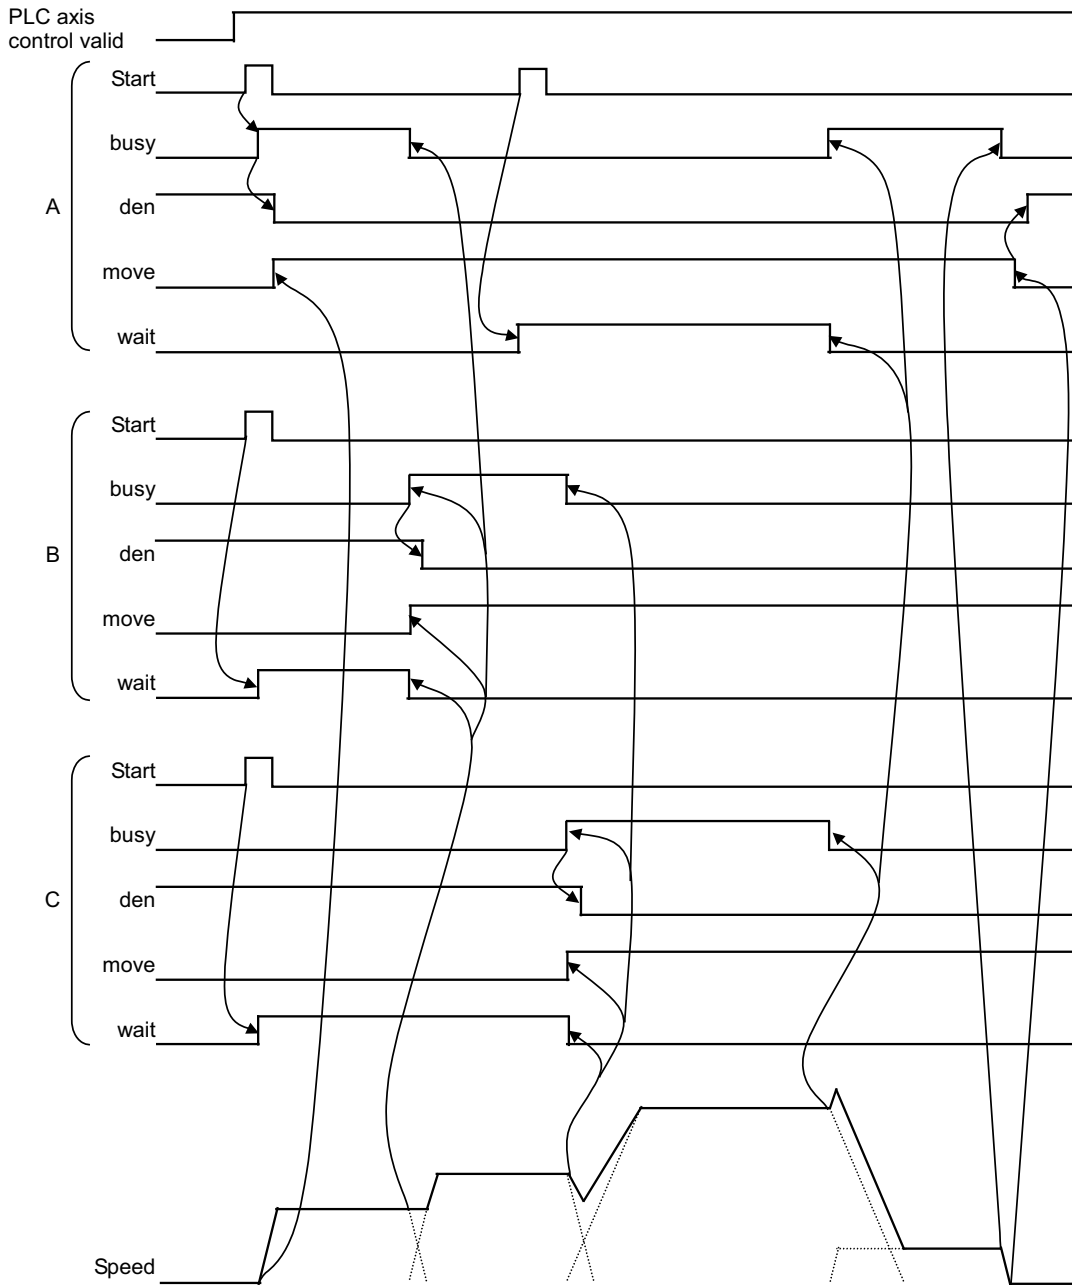 PLC axis
control valid
A
Start
busy
den
move
wait
B
Start
busy
den
move
wait
C
Start
busy
den
move
wait
Speed